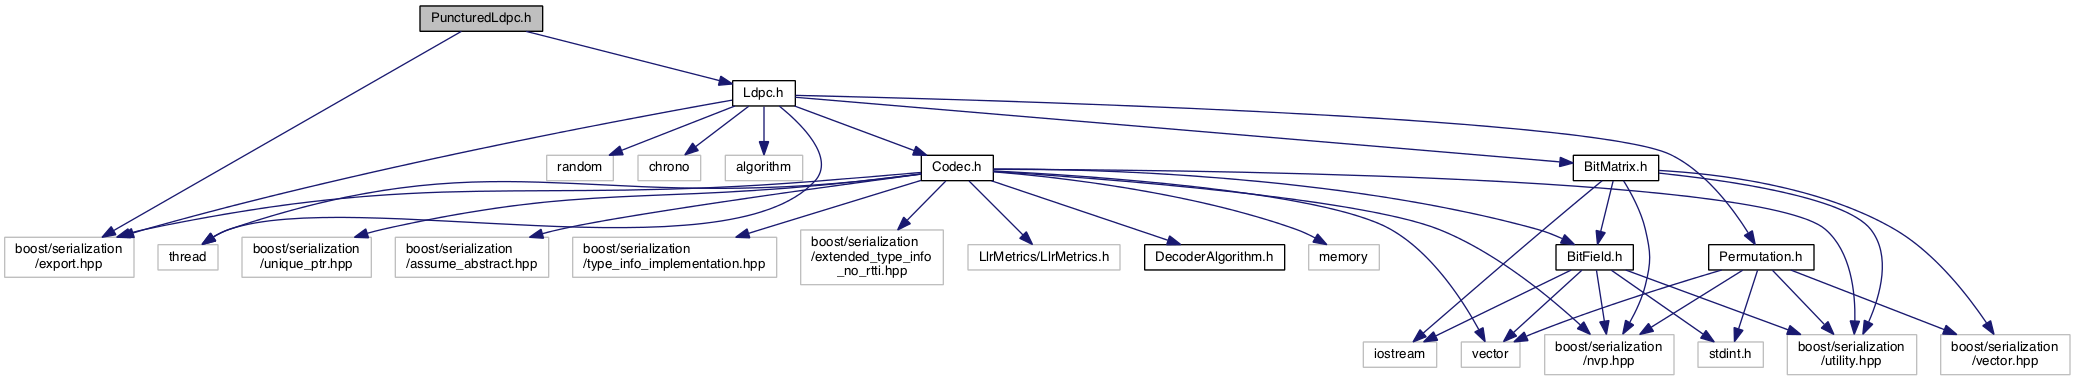 PuncturedLdpc.h
Ldpc.h
random
chrono
algorithm
Codec.h
BitMatrix.h
boost/serialization
/export.hpp
thread
boost/serialization
/unique_ptr.hpp
boost/serialization
/assume_abstract.hpp
boost/serialization
/type_info_implementation.hpp
boost/serialization
/extended_type_info
_no_rtti.hpp
LlrMetrics/LlrMetrics.h
DecoderAlgorithm.h
memory
BitField.h
Permutation.h
iostream
vector
boost/serialization
/nvp.hpp
stdint.h
boost/serialization
/utility.hpp
boost/serialization
/vector.hpp